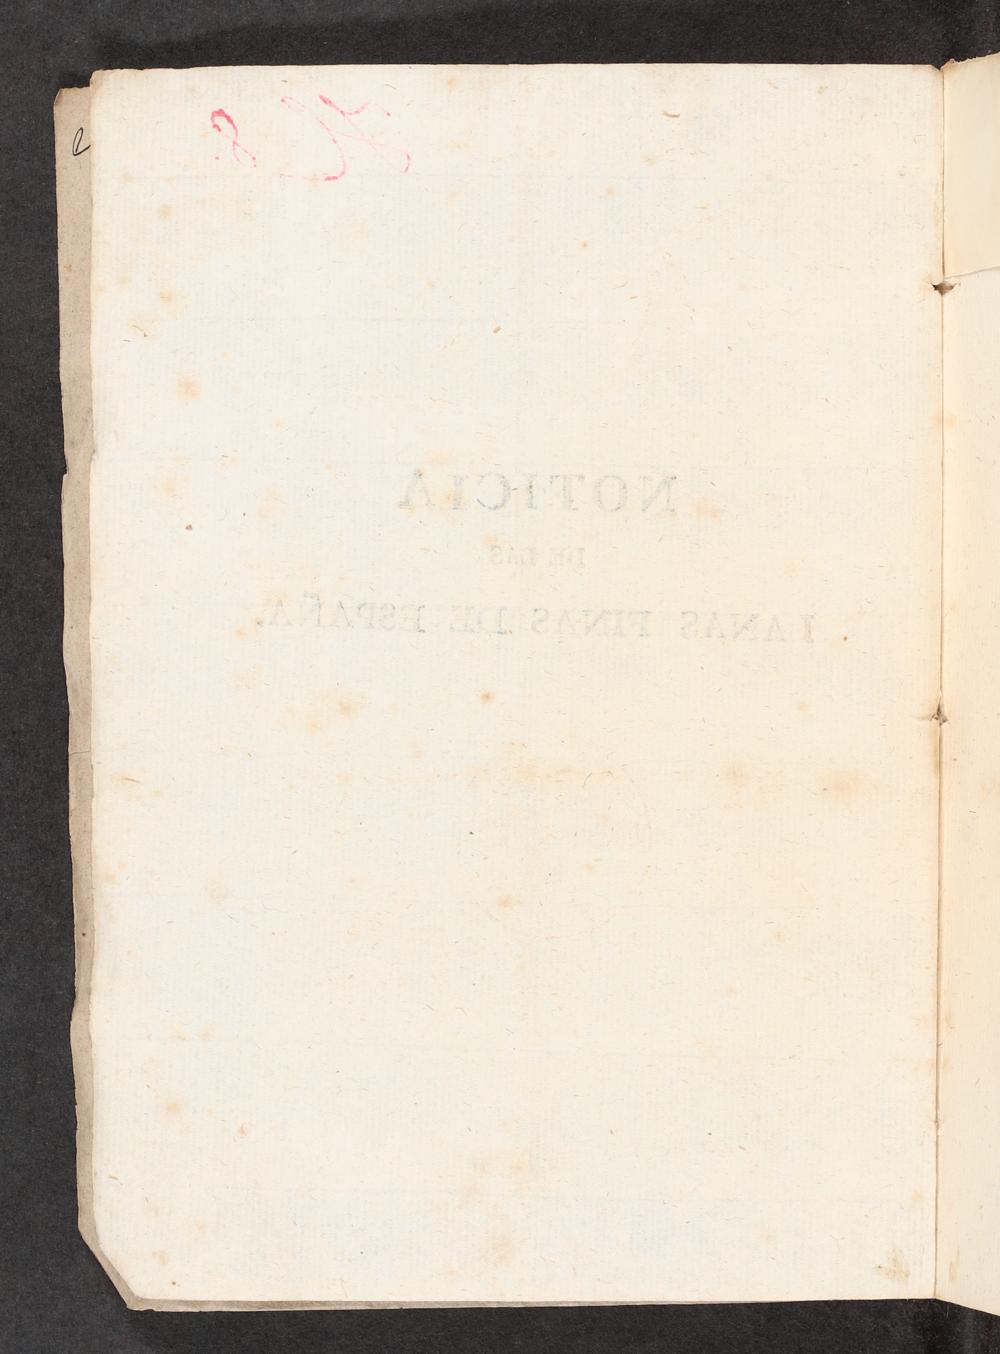 NOTICIA
DE LAS
LANAS FINAS DE ESPAÑA.